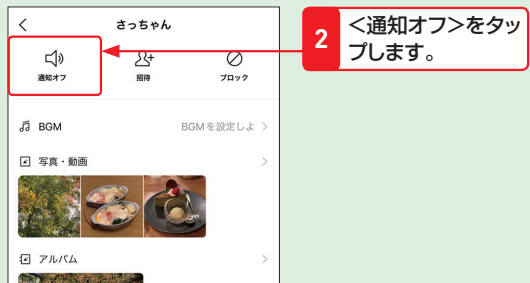 さっちゃん
通知オフ
招待
ブロック
2
<通知オフ>をタッ
プします。
BGM
BGMを設定しよ
写真・動画
アルバム